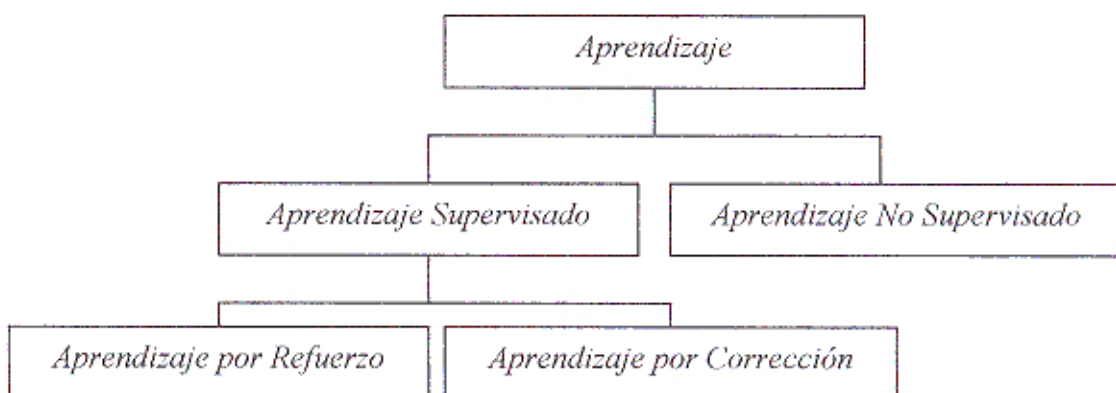 Aprendizaje
Aprendizaje Supervisado
Aprendizaje No Supervisado
Aprendizaje por Refuerzo
Aprendizaje por Corrección